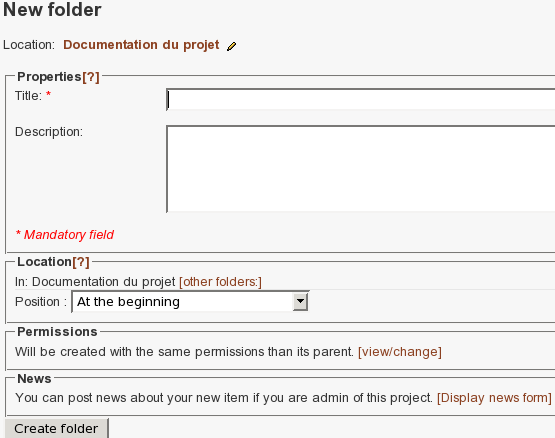 New folder
Location: Documentation du projet
Properties[?]
Title: *
Description:
* Mandatory field
Location[?]
In: Documentation du projet [other folders:]
Position : At the beginning
Permissions
Will be created with the same permissions than its parent. [view/change]
News
You can post news about your new item if you are admin of this project. [Display news form]
Create folder